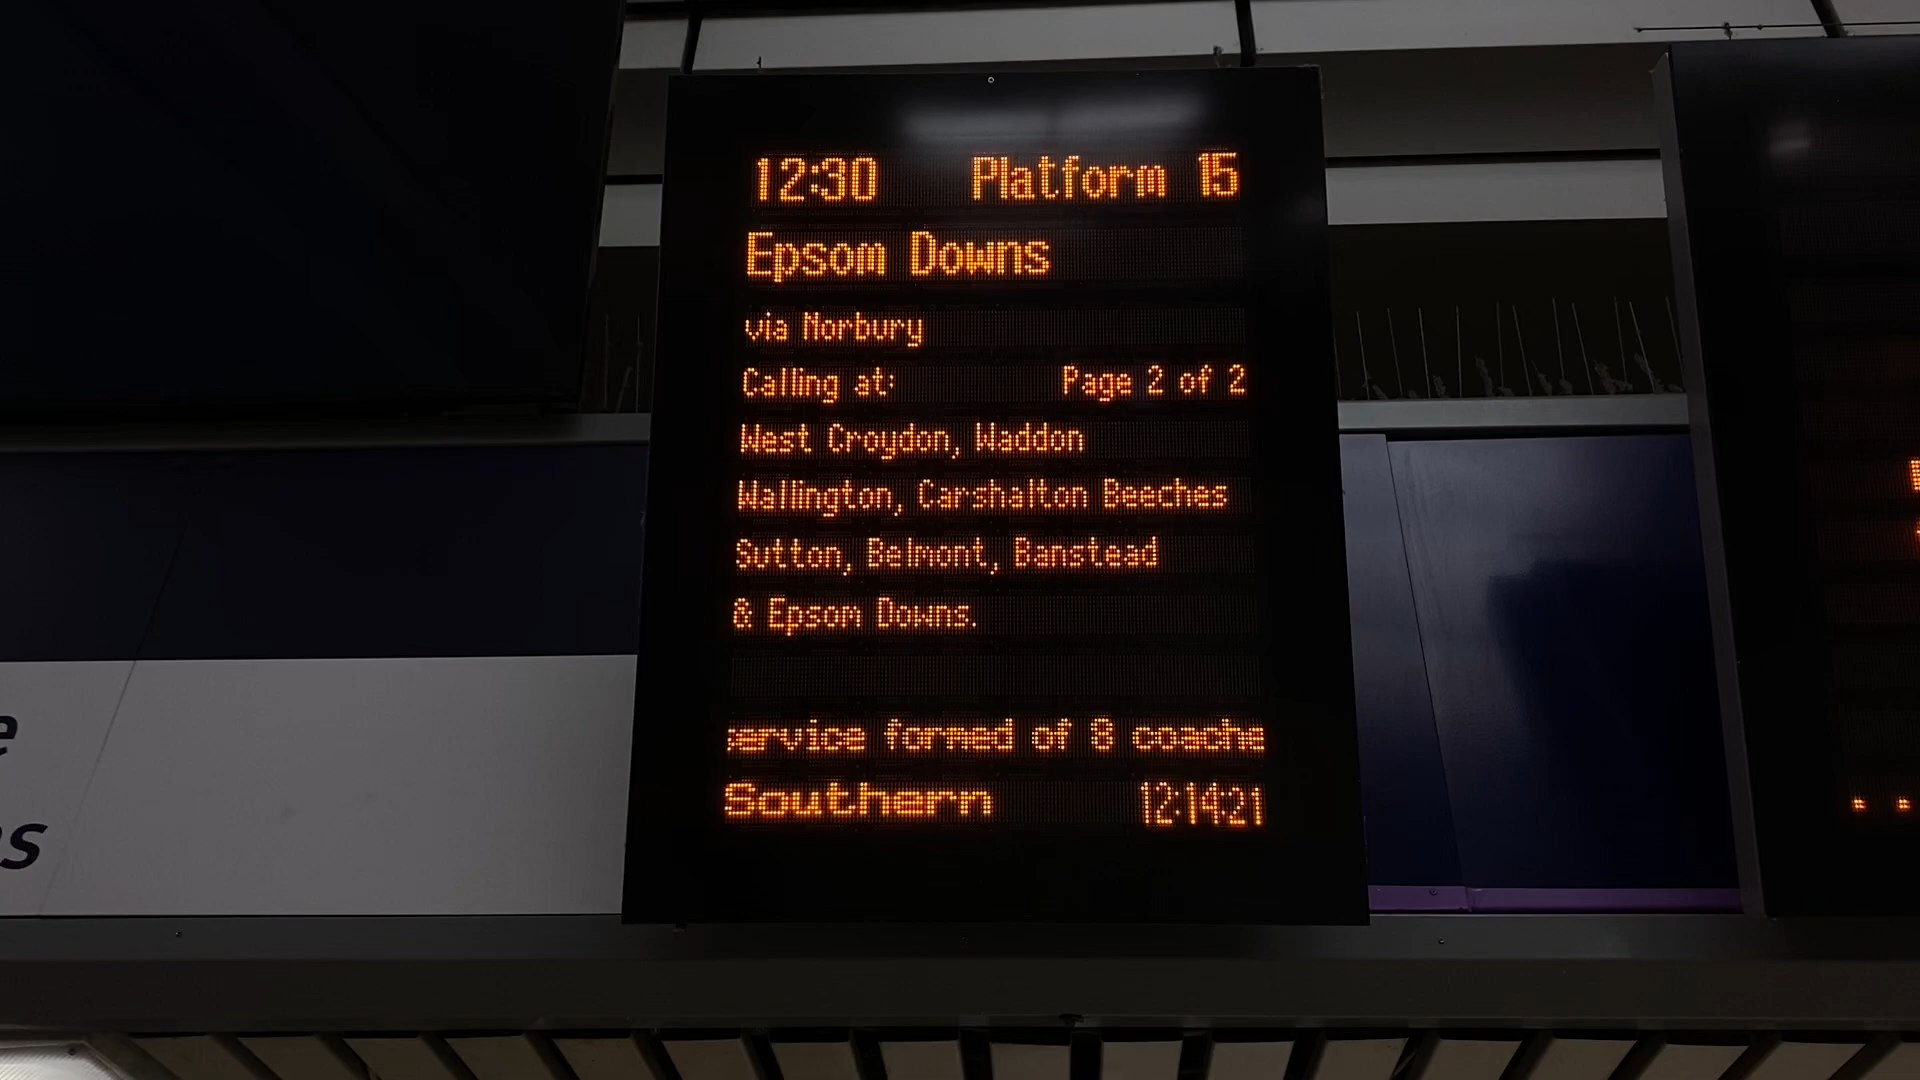 12:30 Platform 15
Epsom Downs
via Norbury
Calling at: Page 2 of 2
West Croydon, Waddon
Wallington, Carshalton Beeches
Sutton, Belmont, Banstead
& Epsom Downs.
service formed of 8 coache
Southern 12:14:21